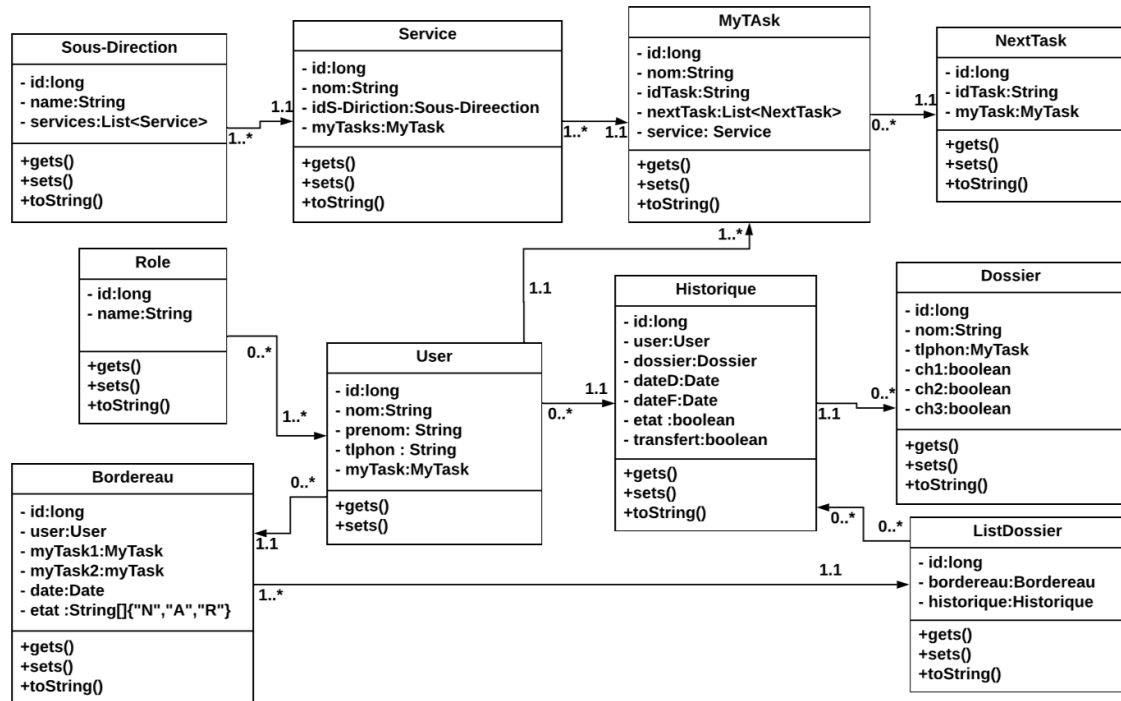 Sous-Direction
- id:long
- name:String
- services:List<Service>
+gets()
+sets()
+toString()
1..*
1.1
Service
- id:long
- nom:String
- idS-Diriction:Sous-Direection
- myTasks:MyTask
+gets()
+sets()
+toString()
1..*
1.1
MyTAsk
- id:long
- nom:String
- idTask:String
- nextTask:List<NextTask>
- service: Service
+gets()
+sets()
+toString()
0..*
1.1
NextTask
- id:long
- idTask:String
- myTask:MyTask
+gets()
+sets()
+toString()
1..*
1.1
Role
- id:long
- name:String
+gets()
+sets()
+toString()
0..*
1..*
User
- id:long
- nom:String
- prenom: String
- tlphon : String
- myTask:MyTask
+gets()
+sets()
0..*
1.1
Historique
- id:long
- user:User
- dossier:Dossier
- dateD:Date
- dateF:Date
- etat :boolean
- transfert:boolean
+gets()
+sets()
+toString()
1.1
0..*
Dossier
- id:long
- nom:String
- tlphon:MyTask
- ch1:boolean
- ch2:boolean
- ch3:boolean
+gets()
+sets()
+toString()
0..*
1.1
Bordereau
- id:long
- user:User
- myTask1:MyTask
- myTask2:myTask
- date:Date
- etat :String[]{"N","A","R"}
+gets()
+sets()
+toString()
1..*
1.1
0..*
0..*
ListDossier
- id:long
- bordereau:Bordereau
- historique:Historique
+gets()
+sets()
+toString()